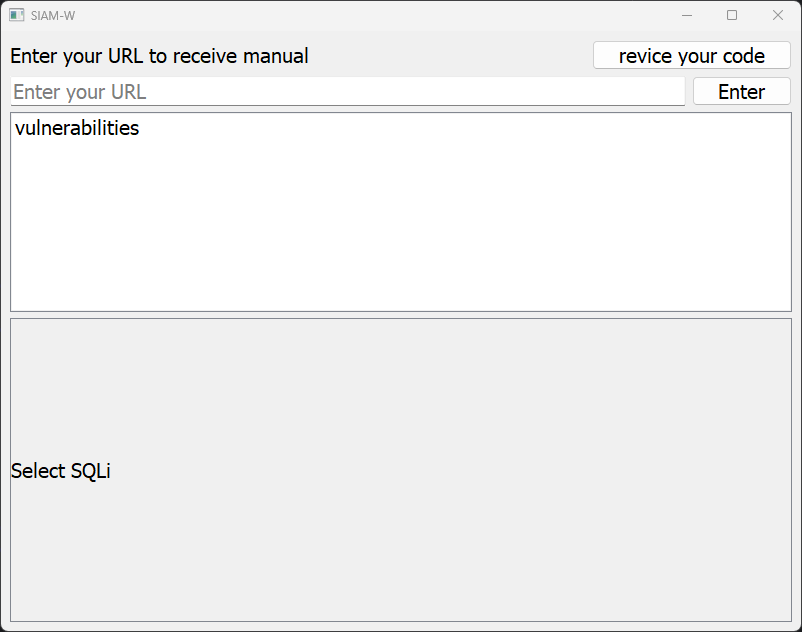 SIAM-W
Enter your URL to receive manual
revice your code
Enter your URL
Enter
vulnerabilities
Select SQLi